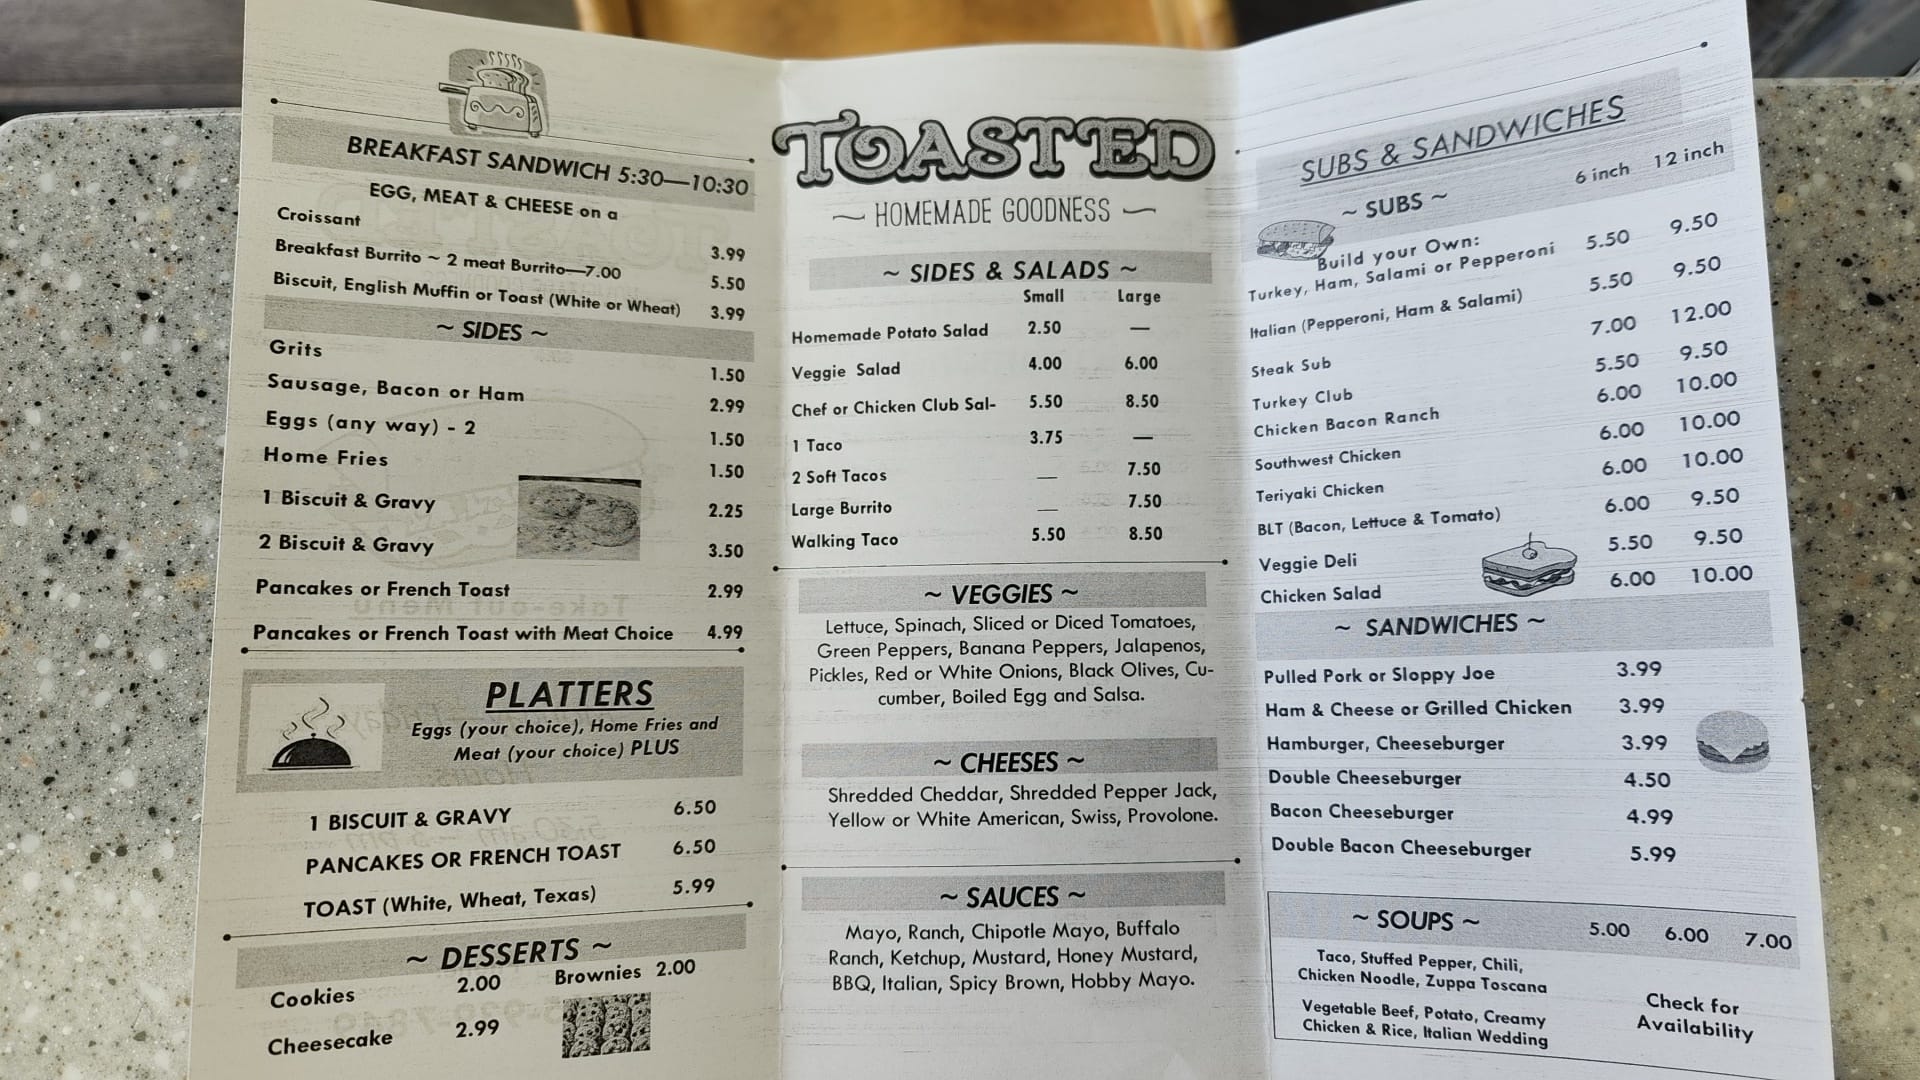 BREAKFAST SANDWICH 5:30—10:30
EGG, MEAT & CHEESE on a
Croissant 3.99
Breakfast Burrito ~ 2 meat Burrito—7.00 5.50
Biscuit, English Muffin or Toast (White or Wheat) 3.99
~ SIDES ~
Grits 1.50
Sausage, Bacon or Ham 2.99
Eggs (any way) - 2 1.50
Home Fries 1.50
1 Biscuit & Gravy 2.25
2 Biscuit & Gravy 3.50
Pancakes or French Toast 2.99
Pancakes or French Toast with Meat Choice 4.99
PLATTERS
Eggs (your choice), Home Fries and
Meat (your choice) PLUS
1 BISCUIT & GRAVY 6.50
PANCAKES OR FRENCH TOAST 6.50
TOAST (White, Wheat, Texas) 5.99
~ DESSERTS ~
Cookies 2.00 Brownies 2.00
Cheesecake 2.99
TOASTED
~ HOMEMADE GOODNESS ~
~ SIDES & SALADS ~
Small Large
Homemade Potato Salad 2.50 —
Veggie Salad 4.00 6.00
Chef or Chicken Club Sal- 5.50 8.50
1 Taco 3.75 —
2 Soft Tacos — 7.50
Large Burrito — 7.50
Walking Taco 5.50 8.50
~ VEGGIES ~
Lettuce, Spinach, Sliced or Diced Tomatoes,
Green Peppers, Banana Peppers, Jalapenos,
Pickles, Red or White Onions, Black Olives, Cu-
cumber, Boiled Egg and Salsa.
~ CHEESES ~
Shredded Cheddar, Shredded Pepper Jack,
Yellow or White American, Swiss, Provolone.
~ SAUCES ~
Mayo, Ranch, Chipotle Mayo, Buffalo
Ranch, Ketchup, Mustard, Honey Mustard,
BBQ, Italian, Spicy Brown, Hobby Mayo.
SUBS & SANDWICHES
~ SUBS ~ 6 inch 12 inch
Build your Own:
Turkey, Ham, Salami or Pepperoni 5.50 9.50
Italian (Pepperoni, Ham & Salami) 5.50 9.50
Steak Sub 7.00 12.00
Turkey Club 5.50 9.50
Chicken Bacon Ranch 6.00 10.00
Southwest Chicken 6.00 10.00
Teriyaki Chicken 6.00 10.00
BLT (Bacon, Lettuce & Tomato) 6.00 9.50
Veggie Deli 5.50 9.50
Chicken Salad 6.00 10.00
~ SANDWICHES ~
Pulled Pork or Sloppy Joe 3.99
Ham & Cheese or Grilled Chicken 3.99
Hamburger, Cheeseburger 3.99
Double Cheeseburger 4.50
Bacon Cheeseburger 4.99
Double Bacon Cheeseburger 5.99
~ SOUPS ~ 5.00 6.00 7.00
Taco, Stuffed Pepper, Chili,
Chicken Noodle, Zuppa Toscana
Vegetable Beef, Potato, Creamy
Chicken & Rice, Italian Wedding
Check for
Availability